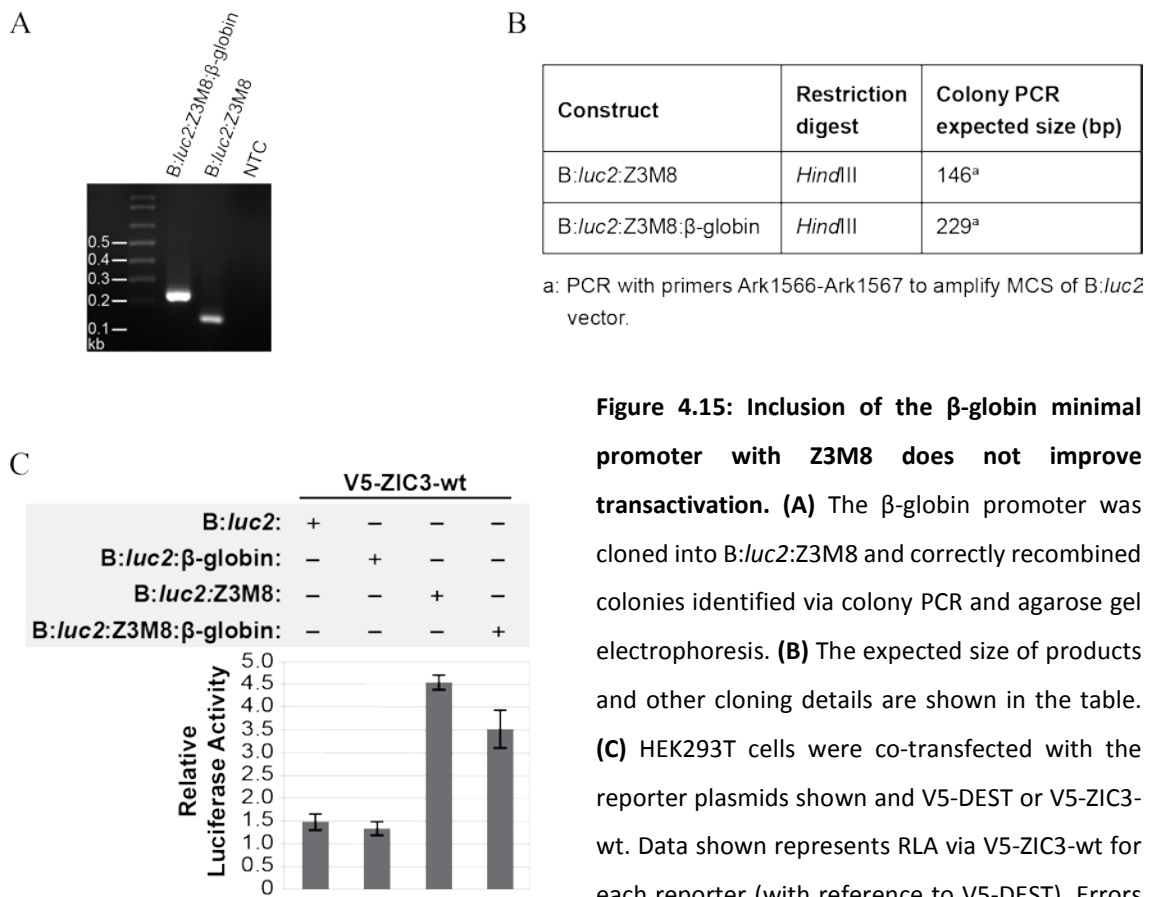 A
B:luc2:Z3M8:β-globin
B:luc2:Z3M8
NTC
0.5
0.4
0.3
0.2
0.1
kb
B
Construct Restriction digest Colony PCR expected size (bp)
B:luc2:Z3M8 HindIII 146ᵃ
B:luc2:Z3M8:β-globin HindIII 229ᵃ
a: PCR with primers Ark1566-Ark1567 to amplify MCS of B:luc2
vector.
C
V5-ZIC3-wt
B:luc2: + – – –
B:luc2:β-globin: – + – –
B:luc2:Z3M8: – – + –
B:luc2:Z3M8:β-globin: – – – +
Relative
Luciferase Activity
5.0
4.5
4.0
3.5
3.0
2.5
2.0
1.5
1.0
0.5
0
Figure 4.15: Inclusion of the β-globin minimal
promoter with Z3M8 does not improve
transactivation. (A) The β-globin promoter was
cloned into B:luc2:Z3M8 and correctly recombined
colonies identified via colony PCR and agarose gel
electrophoresis. (B) The expected size of products
and other cloning details are shown in the table.
(C) HEK293T cells were co-transfected with the
reporter plasmids shown and V5-DEST or V5-ZIC3-
wt. Data shown represents RLA via V5-ZIC3-wt for
each reporter (with reference to V5-DEST). Errors